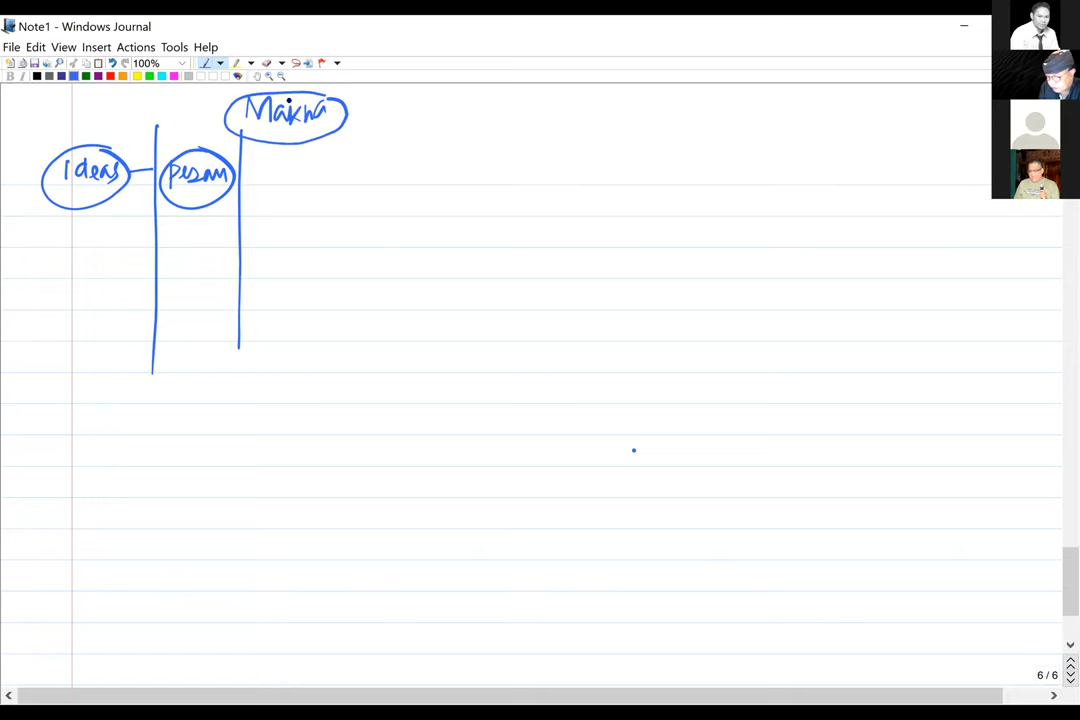 Note1 - Windows Journal
File Edit View Insert Actions Tools Help
100%
B I
Makna
Ideas
pesan
6 / 6